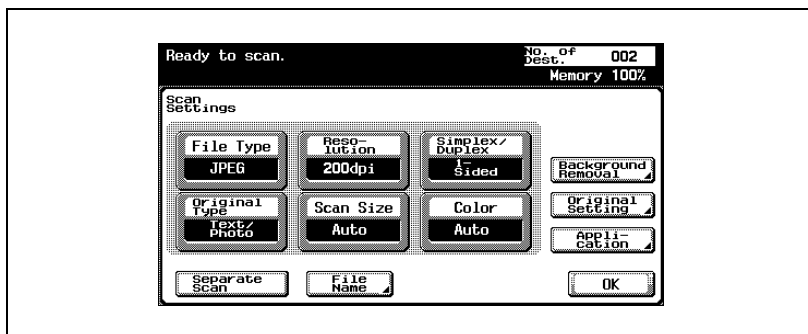 Ready to scan.
No. of
Dest.
002
Memory 100%
Scan
Settings
File Type
JPEG
Reso-
lution
200dpi
Simplex/
Duplex
1-
Sided
Background
Removal
Original
Type
Text/
Photo
Scan Size
Auto
Color
Auto
Original
Setting
Appli-
cation
Separate
Scan
File
Name
OK